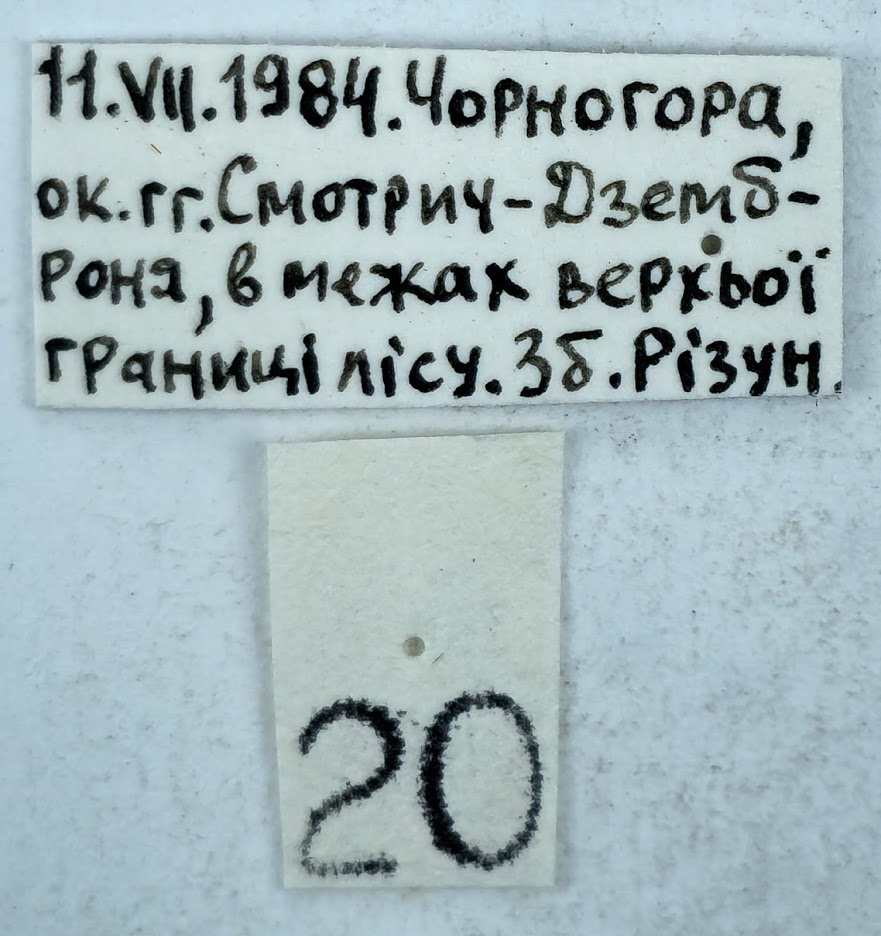 11.VII.1984. Чорногора,
ок. гг. Смотрич-Дземб-
роня, в межах верхьої
границі лісу. Зб. Різун.
20